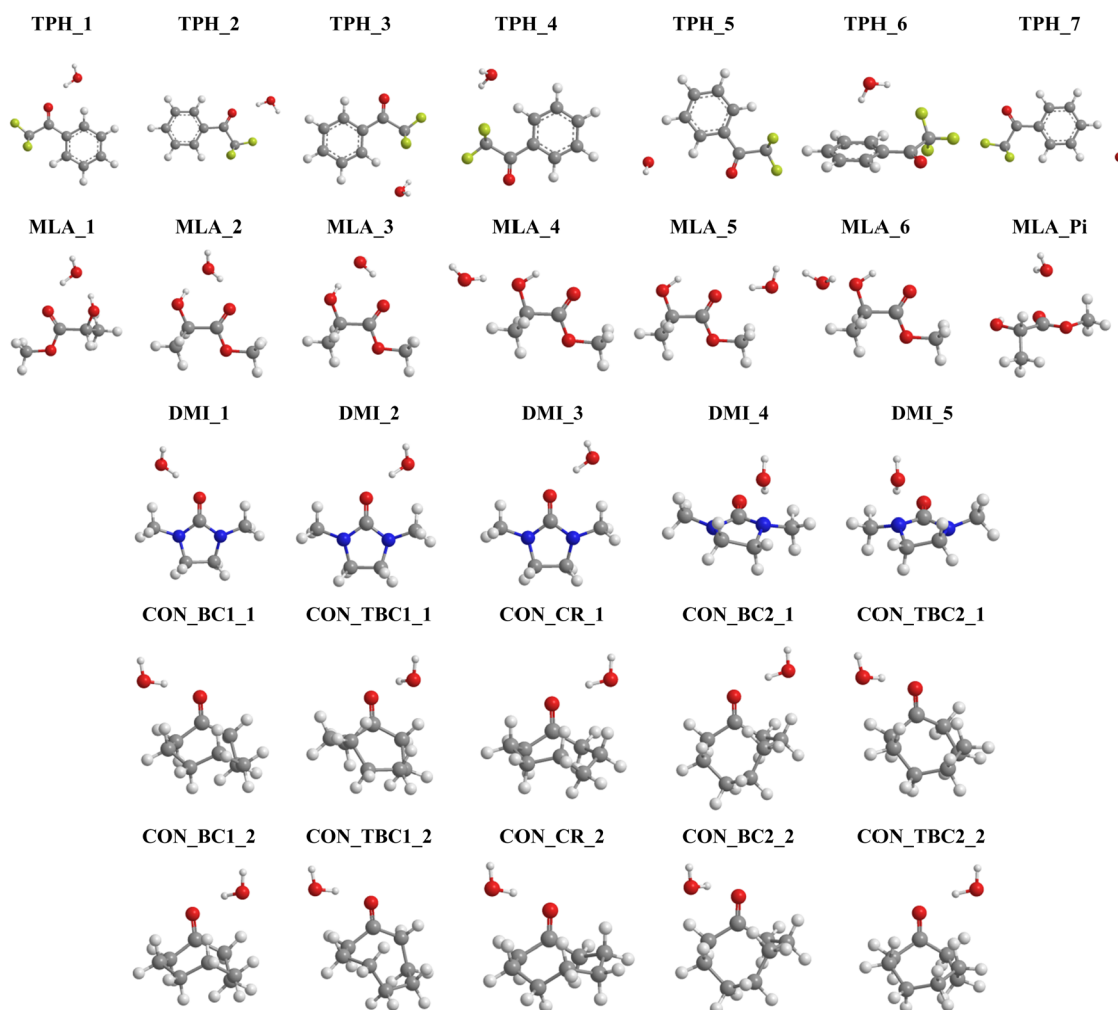 TPH_1 TPH_2 TPH_3 TPH_4 TPH_5 TPH_6 TPH_7
MLA_1 MLA_2 MLA_3 MLA_4 MLA_5 MLA_6 MLA_Pi
DMI_1 DMI_2 DMI_3 DMI_4 DMI_5
CON_BC1_1 CON_TBC1_1 CON_CR_1 CON_BC2_1 CON_TBC2_1
CON_BC1_2 CON_TBC1_2 CON_CR_2 CON_BC2_2 CON_TBC2_2